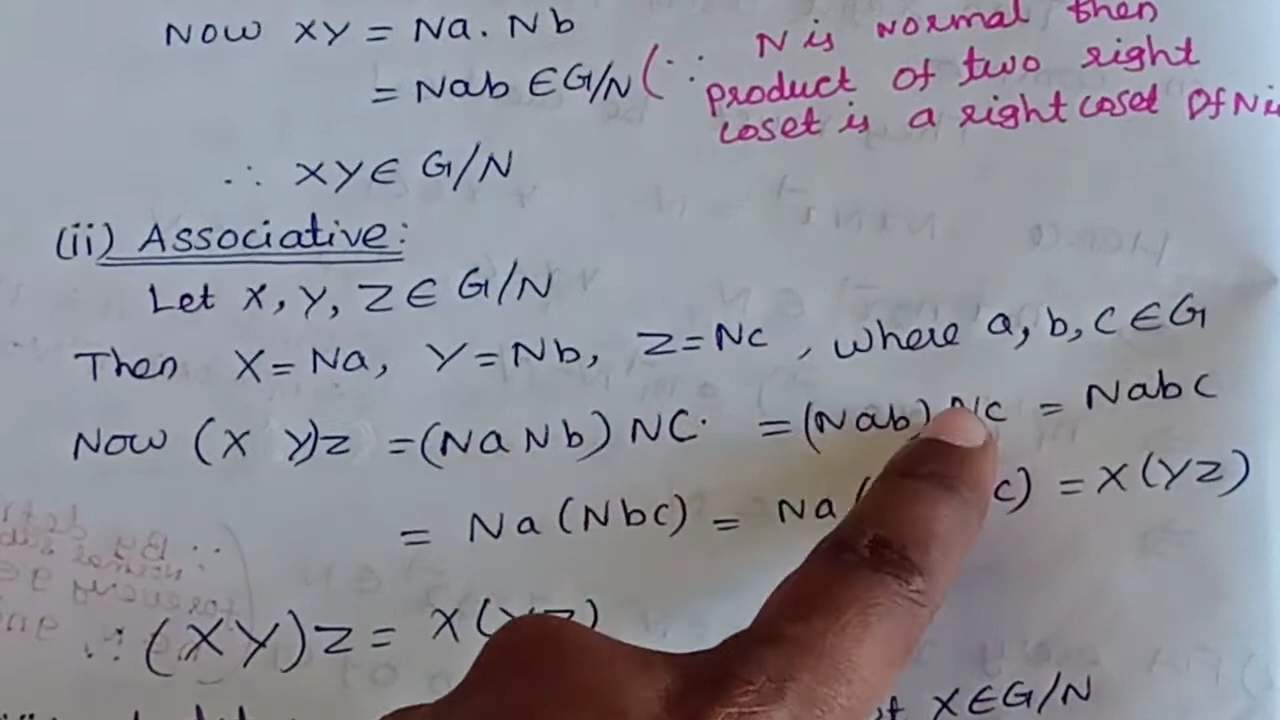 Now XY = Na. Nb
= Nab ∈ G/N (∵ N is normal then
product of two right
coset is a right coset of N i
∴ XY ∈ G/N
(ii) Associative:
Let X, Y, Z ∈ G/N
Then X = Na, Y = Nb, Z = Nc, where a, b, c ∈ G
Now (X Y)Z = (Na Nb) NC. = (Nab) Nc = Nabc
= Na (Nbc) = Na ( c) = X(YZ)
∴ (XY)Z = X(YZ)
X ∈ G/N